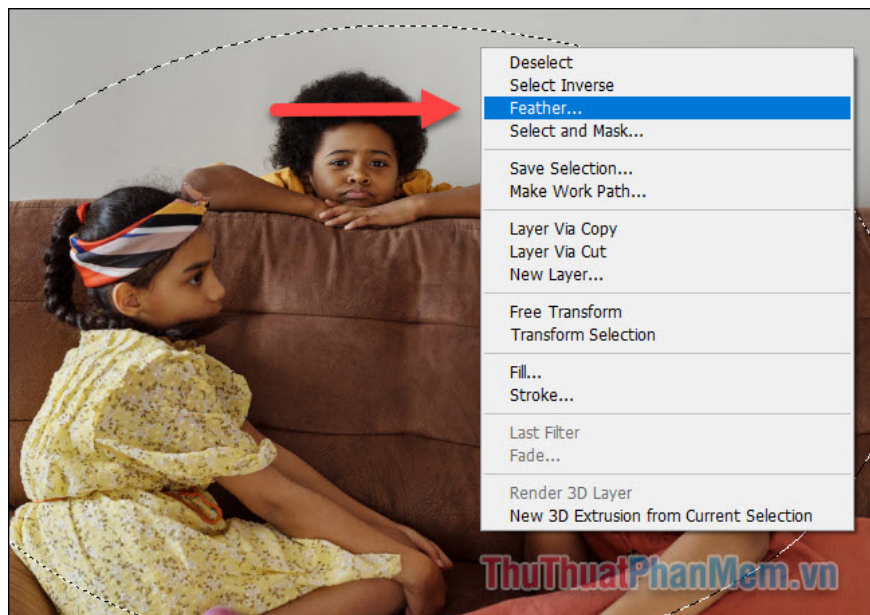 Deselect
Select Inverse
Feather...
Select and Mask...
Save Selection...
Make Work Path...
Layer Via Copy
Layer Via Cut
New Layer...
Free Transform
Transform Selection
Fill...
Stroke...
Last Filter
Fade...
Render 3D Layer
New 3D Extrusion from Current Selection
ThuThuatPhanMem.vn